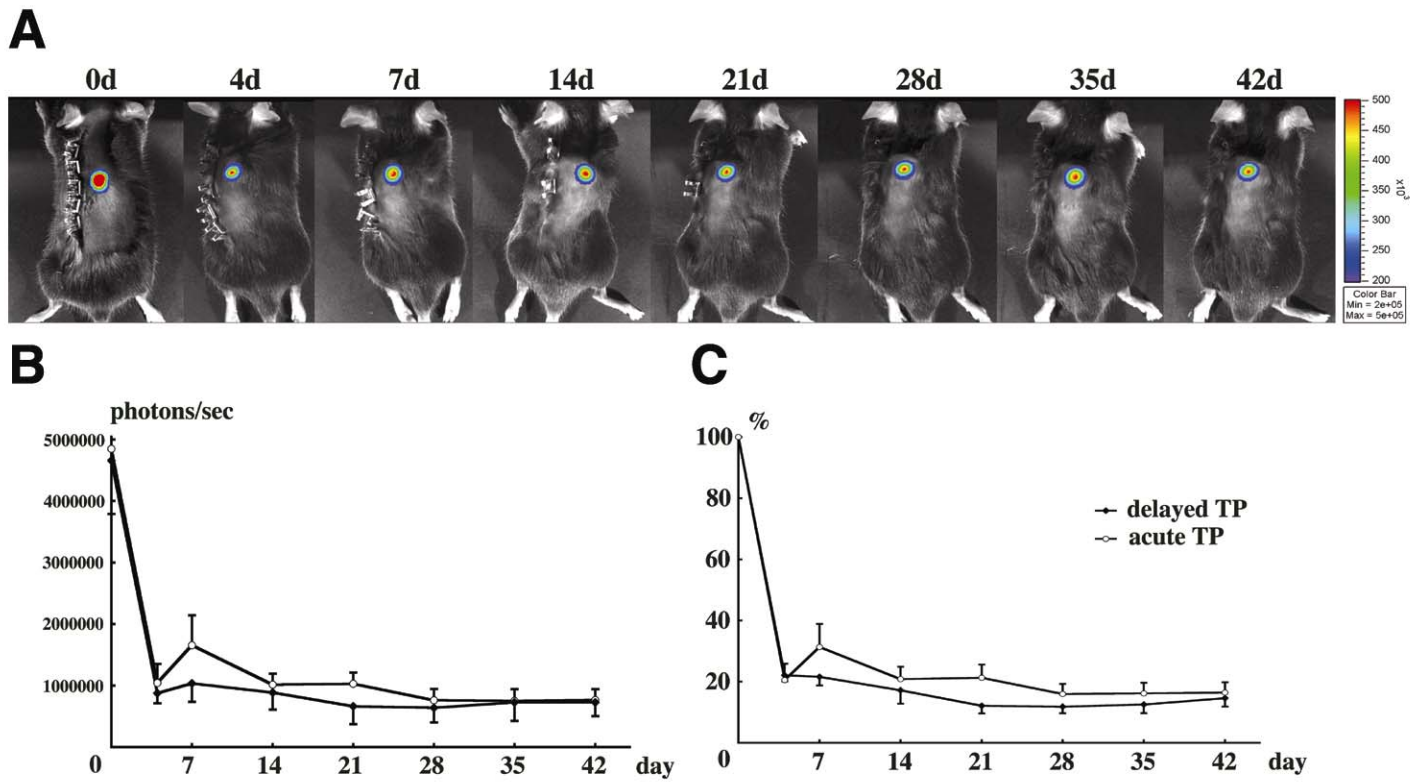 A
0d 4d 7d 14d 21d 28d 35d 42d
500
450
400
350
300
250
200
x10³
Color Bar
Min = 2e+05
Max = 5e+05
B
photons/sec
5000000
4000000
3000000
2000000
1000000
0 7 14 21 28 35 42 day
C
%
100
80
60
40
20
0 7 14 21 28 35 42 day
delayed TP
acute TP